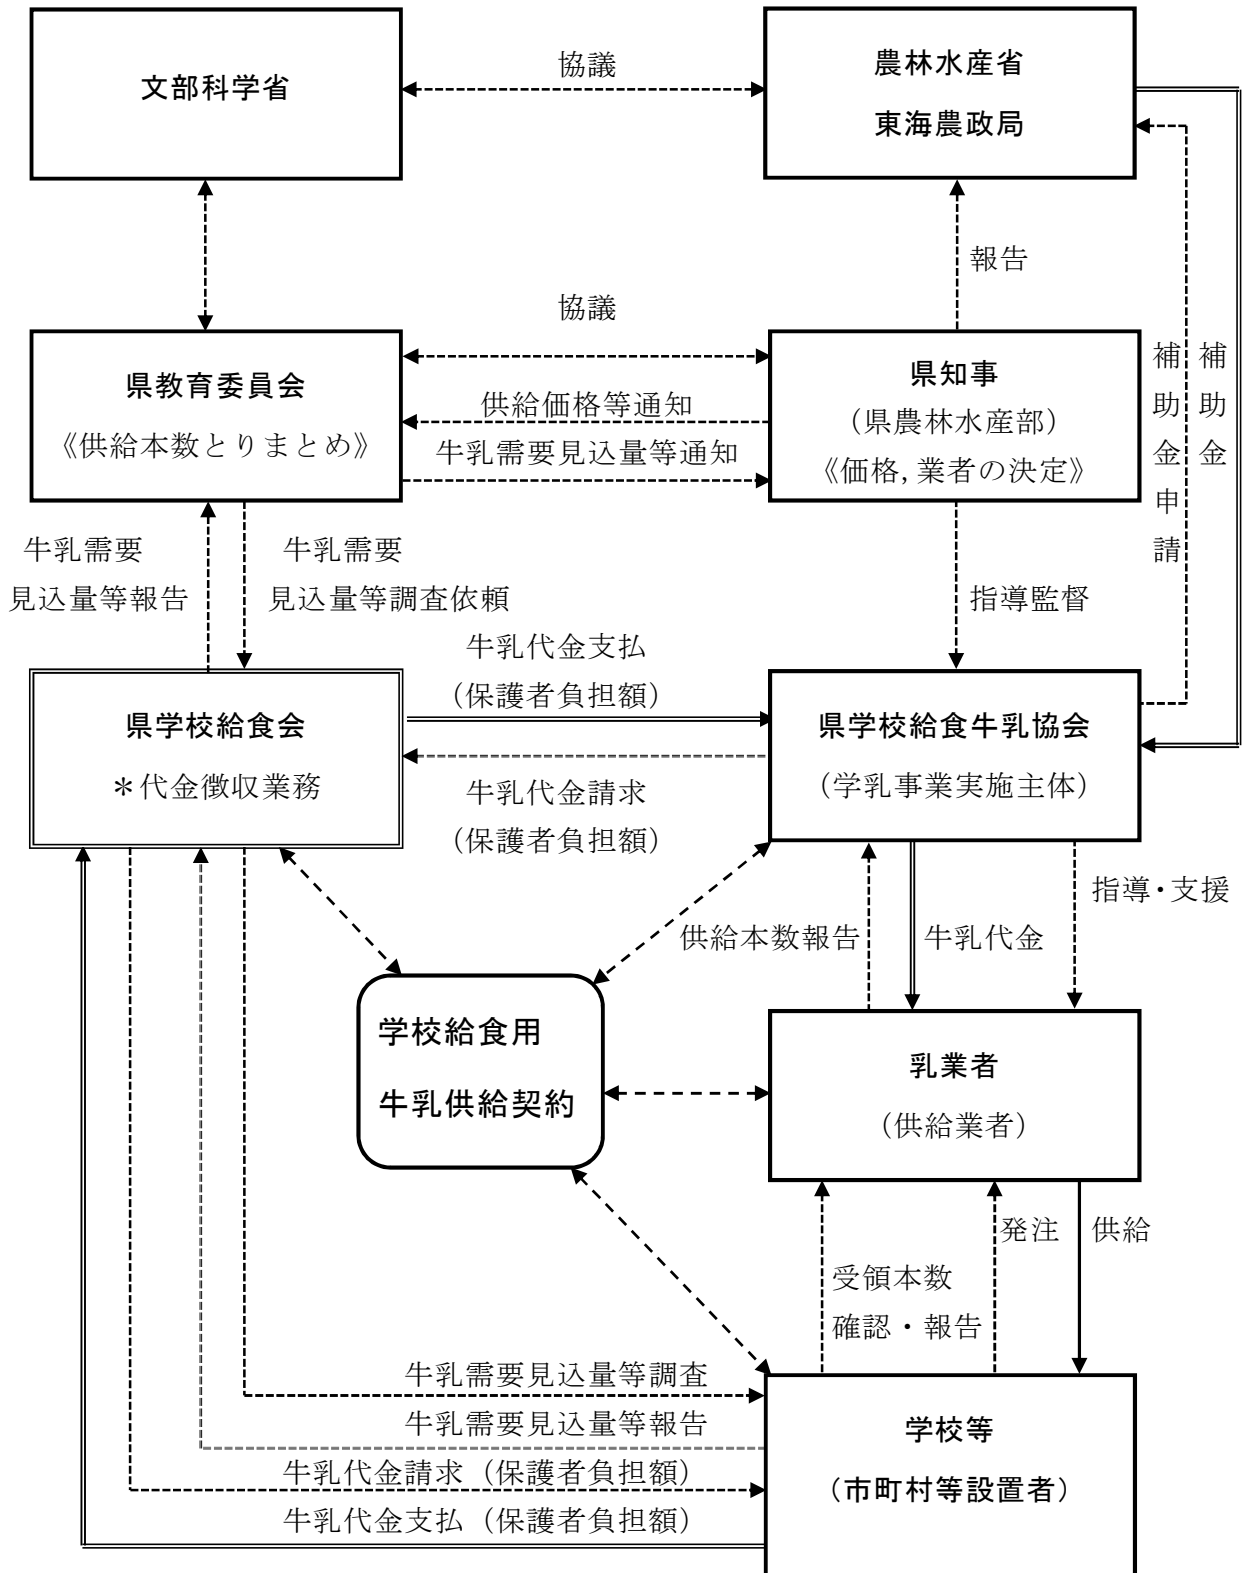 文部科学省
協議
農林水産省
東海農政局
報告
補助金申請
補助金
県教育委員会
《供給本数とりまとめ》
協議
供給価格等通知
牛乳需要見込量等通知
県知事
（県農林水産部）
《価格,業者の決定》
牛乳需要
見込量等報告
牛乳需要
見込量等調査依頼
指導監督
県学校給食会
＊代金徴収業務
牛乳代金支払
（保護者負担額）
牛乳代金請求
（保護者負担額）
県学校給食牛乳協会
（学乳事業実施主体）
供給本数報告
牛乳代金
指導・支援
学校給食用
牛乳供給契約
乳業者
（供給業者）
受領本数
確認・報告
発注
供給
牛乳需要見込量等調査
牛乳需要見込量等報告
牛乳代金請求（保護者負担額）
牛乳代金支払（保護者負担額）
学校等
（市町村等設置者）